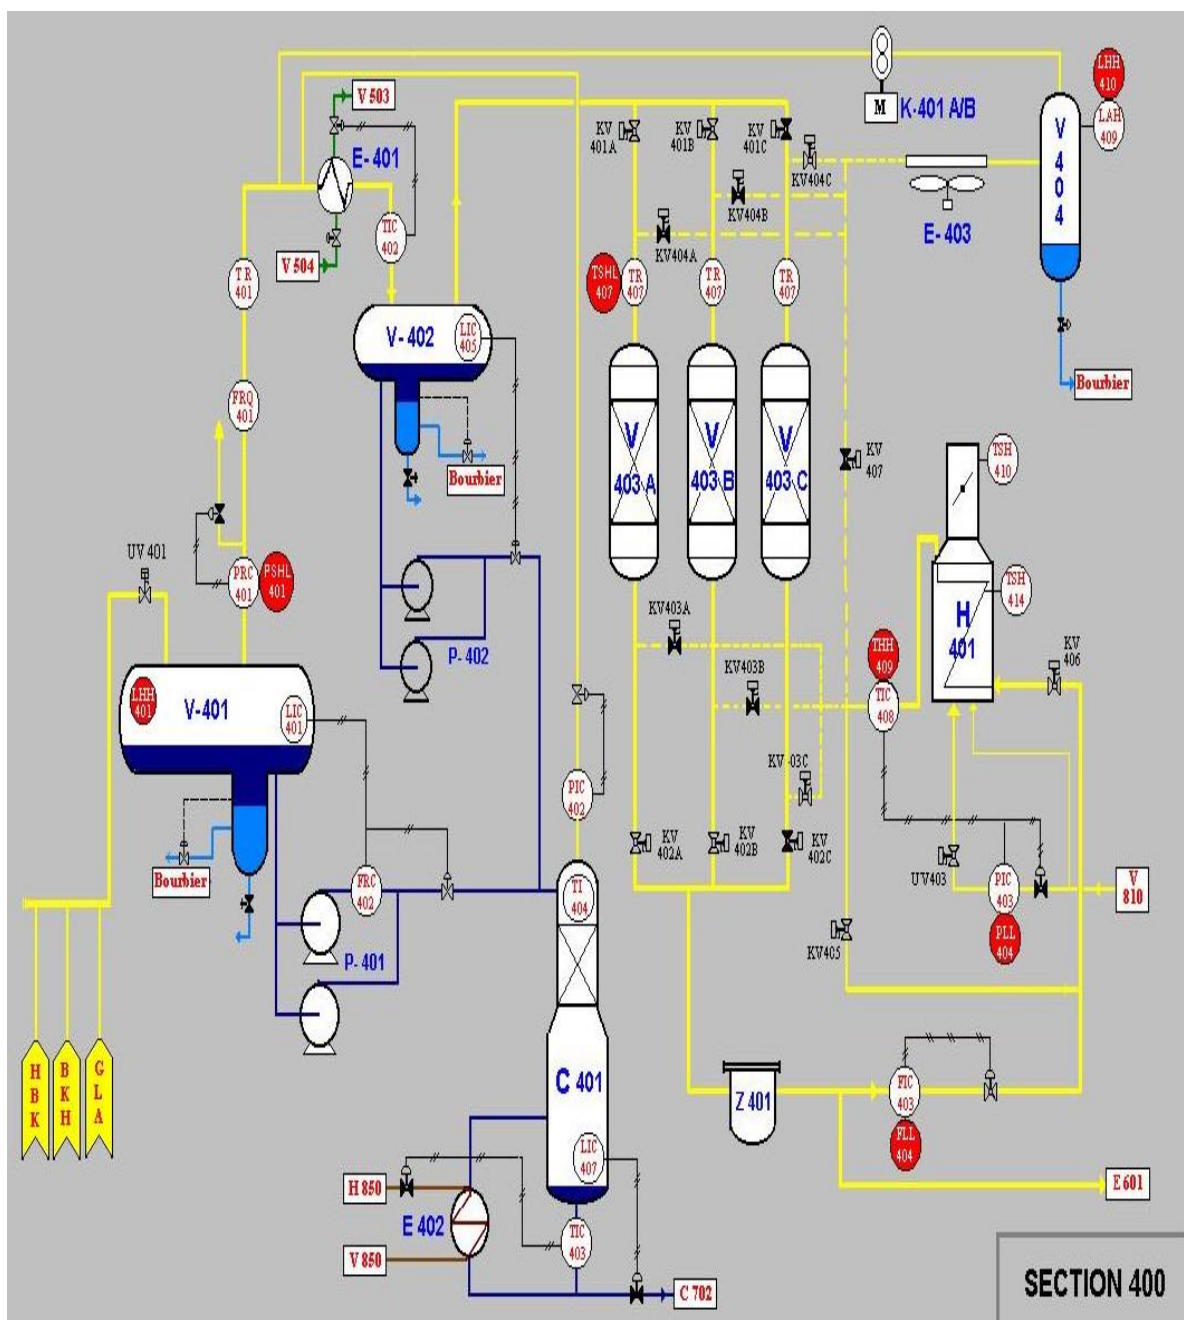 V 503
E-401
K-401 A/B
M
LHH
410
LAH
409
V
4
0
4
KV
401A
KV
401B
KV
401C
KV404C
KV404B
KV404A
E-403
TIC
402
V 504
TR
401
TSHL
407
TR
407
TR
407
TR
407
V-402
LIC
405
FRQ
401
Bourbier
Bourbier
V
403 A
V
403 B
V
403 C
KV
407
TSH
410
UV 401
PRC
401
PSHL
401
P-402
TSH
414
H
401
KV403A
KV403B
THH
409
TIC
408
KV
406
LHH
401
V-401
LIC
401
PIC
402
KV
402A
KV
402B
KV
402C
UV403
PIC
403
PLL
404
V
810
Bourbier
FRC
402
TI
404
KV405
P-401
H
B
K
B
K
H
G
L
A
C 401
Z 401
FIC
403
FLL
404
LIC
407
H 850
E 402
V 850
TIC
403
C 702
E 601
SECTION 400